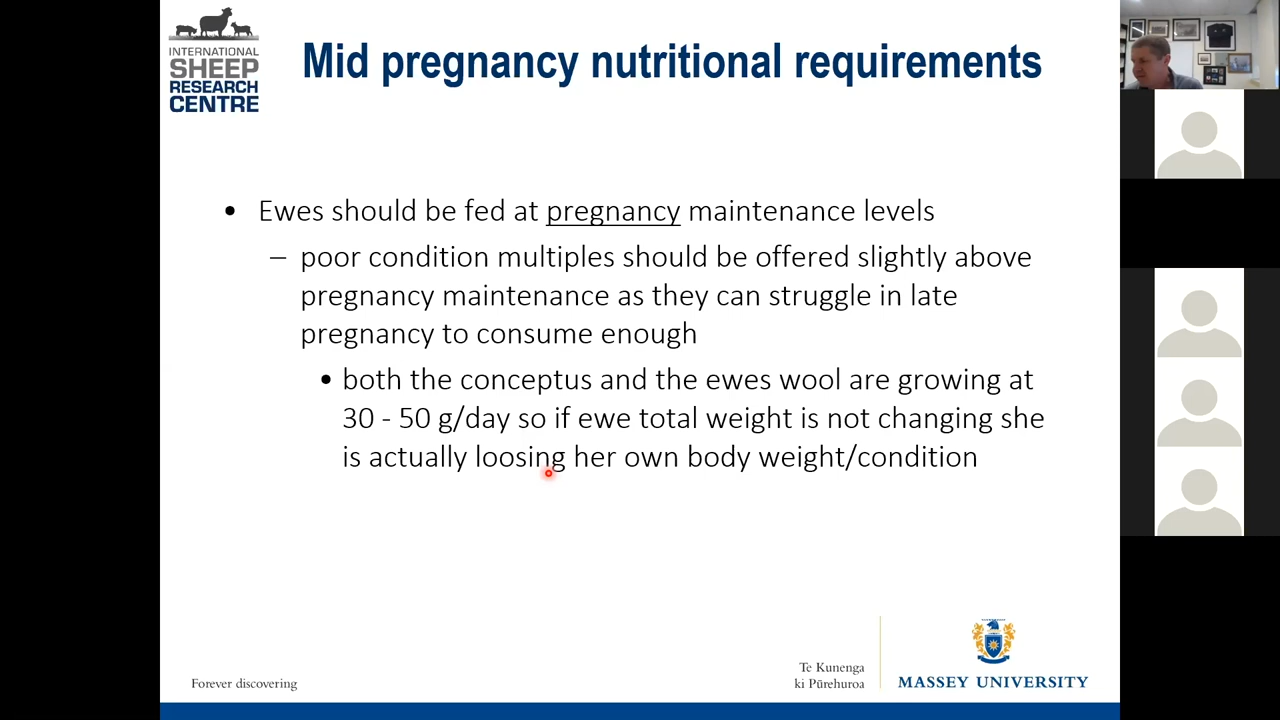 INTERNATIONAL
SHEEP
RESEARCH
CENTRE
Mid pregnancy nutritional requirements
• Ewes should be fed at pregnancy maintenance levels
– poor condition multiples should be offered slightly above
pregnancy maintenance as they can struggle in late
pregnancy to consume enough
• both the conceptus and the ewes wool are growing at
30 - 50 g/day so if ewe total weight is not changing she
is actually loosing her own body weight/condition
Forever discovering
Te Kunenga
ki Pūrehuroa
MASSEY UNIVERSITY